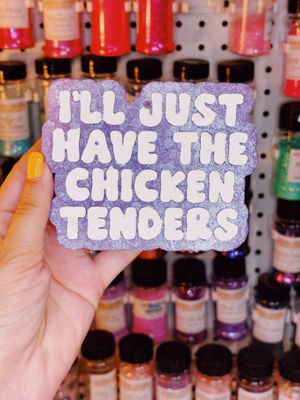 I'LL JUST
HAVE THE
CHICKEN
TENDERS